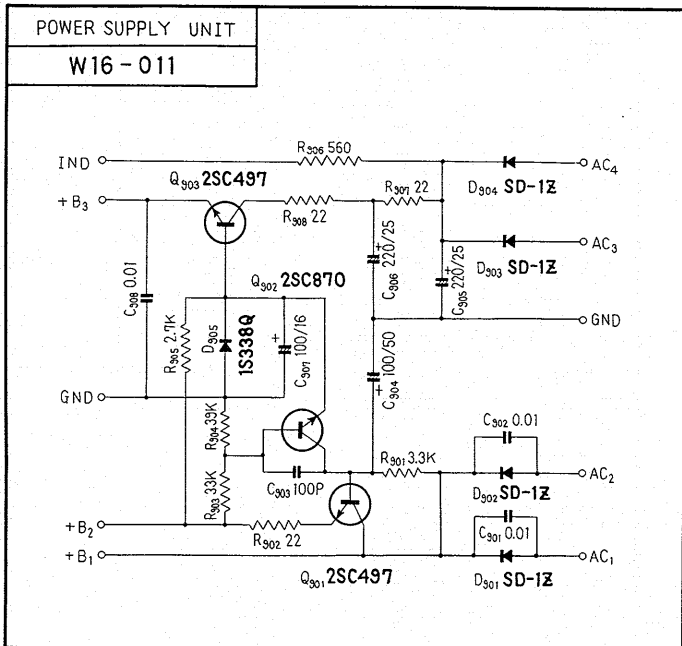 POWER SUPPLY UNIT
W16-011
IND
R906 560
AC4
D904 SD-1Z
Q903 2SC497
+B3
R907 22
R908 22
C906 220/25
AC3
D903 SD-1Z
C905 220/25
C908 0.01
Q902 2SC870
R905 2.7K
D905 1S338Q
C907 100/16
GND
C904 100/50
GND
R904 39K
C902 0.01
R901 3.3K
AC2
D902 SD-1Z
C903 100P
R903 33K
C901 0.01
+B2
R902 22
+B1
AC1
Q901 2SC497
D901 SD-1Z